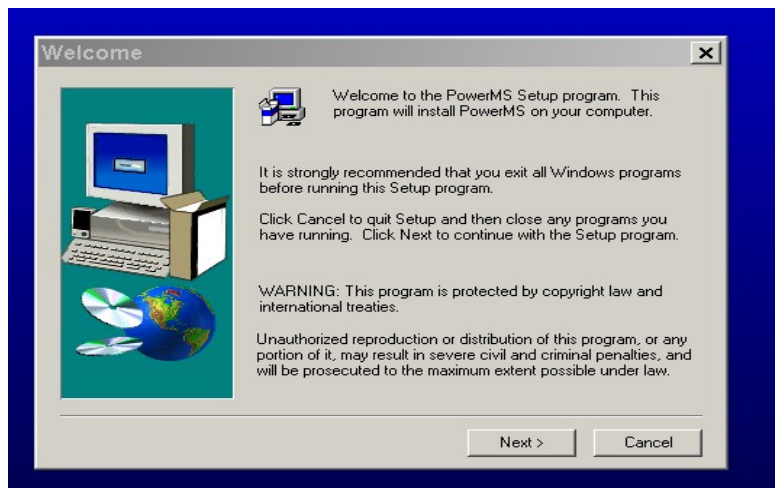 Welcome
Welcome to the PowerMS Setup program. This
program will install PowerMS on your computer.
It is strongly recommended that you exit all Windows programs
before running this Setup program.
Click Cancel to quit Setup and then close any programs you
have running. Click Next to continue with the Setup program.
WARNING: This program is protected by copyright law and
international treaties.
Unauthorized reproduction or distribution of this program, or any
portion of it, may result in severe civil and criminal penalties, and
will be prosecuted to the maximum extent possible under law.
Next >
Cancel